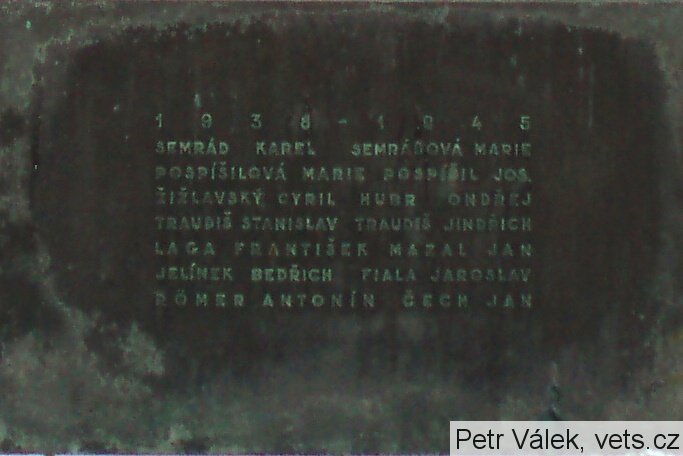 1938-1945
SEMRÁD KAREL SEMRÁDOVÁ MARIE
POSPÍŠILOVÁ MARIE POSPÍŠIL JOS.
ŽIŽLAVSKÝ CYRIL HUBR ONDŘEJ
TRAUDIŠ STANISLAV TRAUDIŠ JINDŘICH
LAGA FRANTIŠEK MAZAL JAN
JELÍNEK BEDŘICH FIALA JAROSLAV
RÖMER ANTONÍN ČECH JAN
Petr Válek, vets.cz